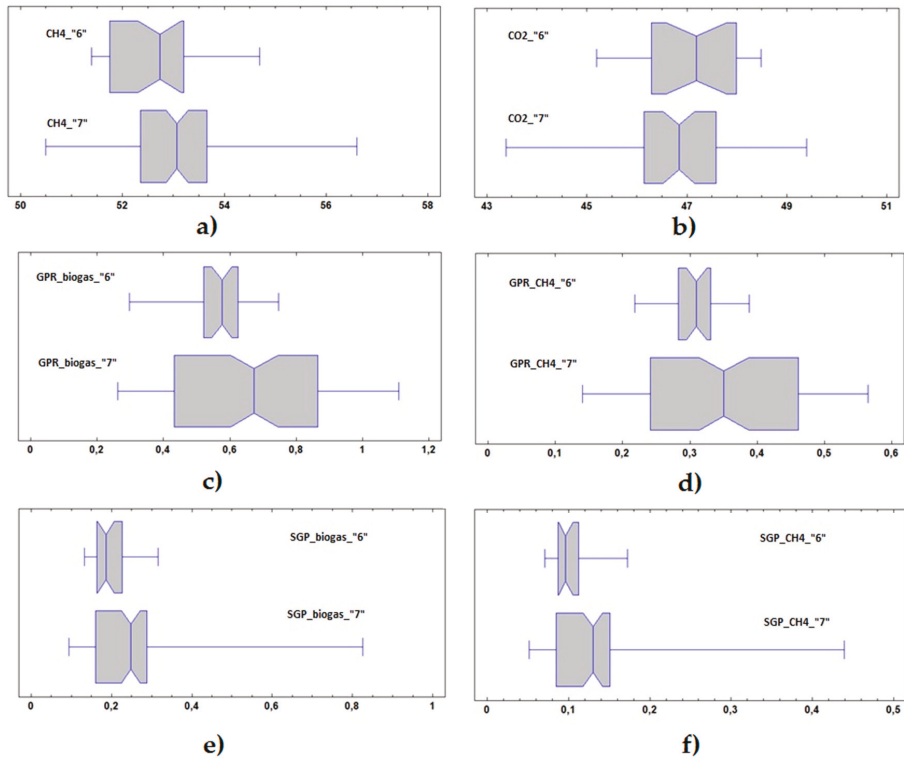 CH4_"6"
CH4_"7"
50 52 54 56 58
a)
CO2_"6"
CO2_"7"
43 45 47 49 51
b)
GPR_biogas_"6"
GPR_biogas_"7"
0 0,2 0,4 0,6 0,8 1 1,2
c)
GPR_CH4_"6"
GPR_CH4_"7"
0 0,1 0,2 0,3 0,4 0,5 0,6
d)
SGP_biogas_"6"
SGP_biogas_"7"
0 0,2 0,4 0,6 0,8 1
e)
SGP_CH4_"6"
SGP_CH4_"7"
0 0,1 0,2 0,3 0,4 0,5
f)